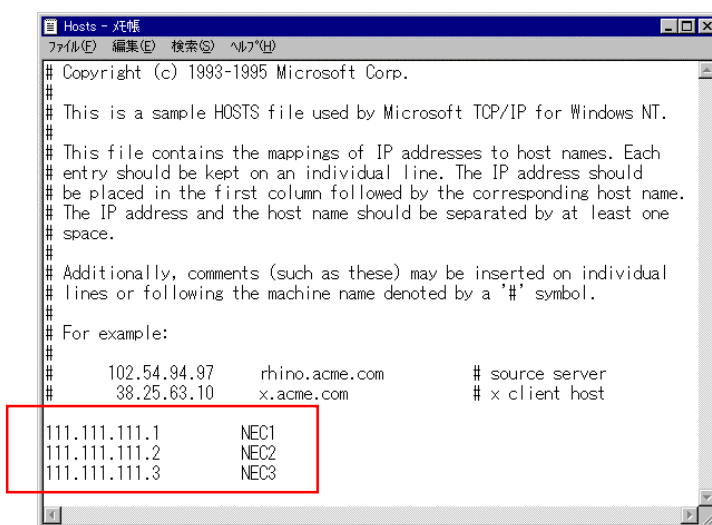 Hosts - ﾒﾓ帳
ﾌｧｲﾙ(F) 編集(E) 検索(S) ﾍﾙﾌﾟ(H)
# Copyright (c) 1993-1995 Microsoft Corp.
#
# This is a sample HOSTS file used by Microsoft TCP/IP for Windows NT.
#
# This file contains the mappings of IP addresses to host names. Each
# entry should be kept on an individual line. The IP address should
# be placed in the first column followed by the corresponding host name.
# The IP address and the host name should be separated by at least one
# space.
#
# Additionally, comments (such as these) may be inserted on individual
# lines or following the machine name denoted by a '#' symbol.
#
# For example:
#
# 102.54.94.97 rhino.acme.com # source server
# 38.25.63.10 x.acme.com # x client host
111.111.111.1 NEC1
111.111.111.2 NEC2
111.111.111.3 NEC3